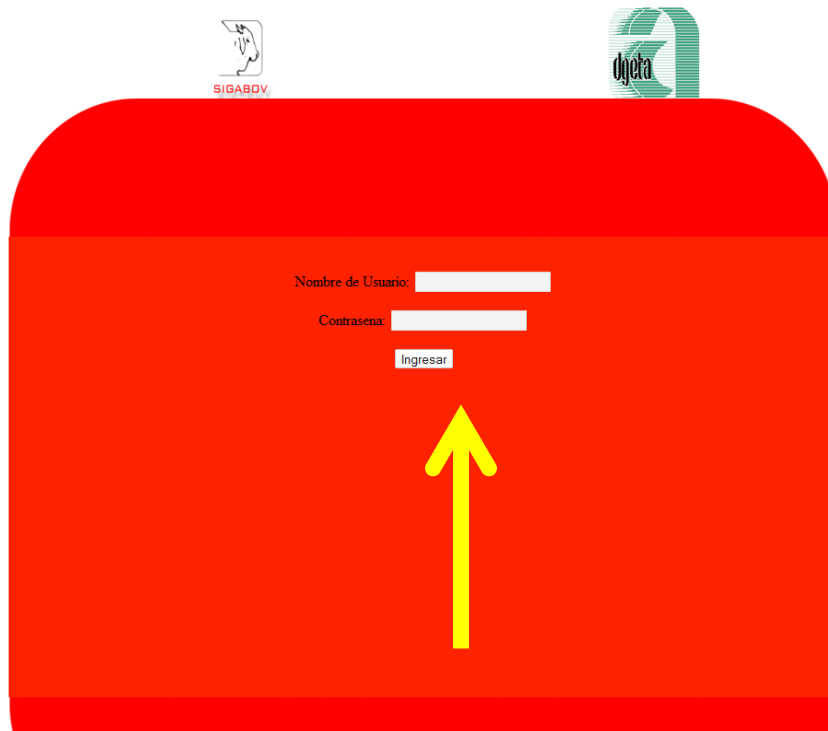 SIGABOV
dgeta
Nombre de Usuario:
Contrasena:
Ingresar